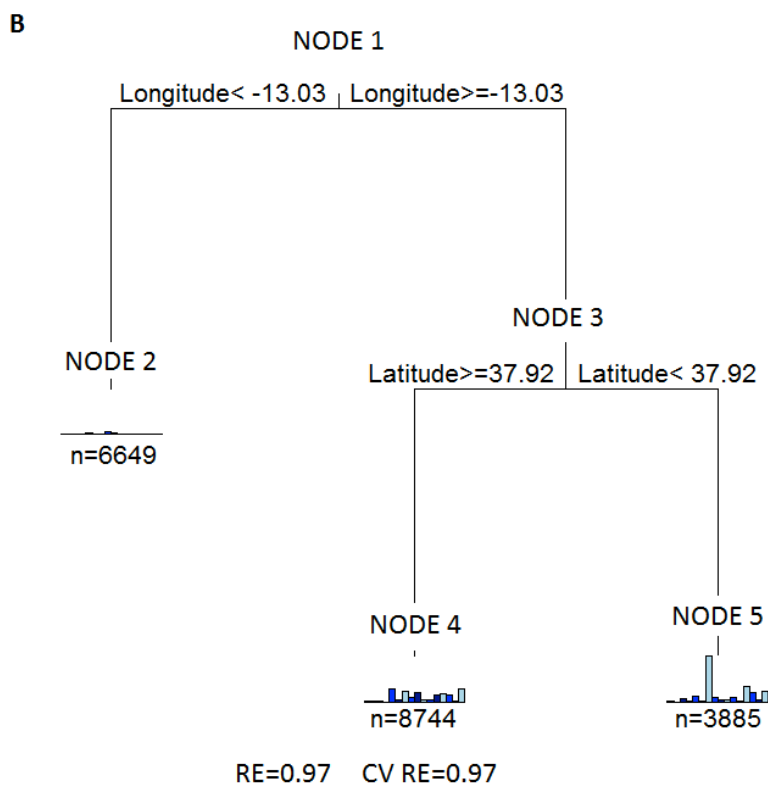 B
NODE 1
Longitude< -13.03 Longitude>=-13.03
NODE 3
NODE 2
Latitude>=37.92 Latitude< 37.92
n=6649
NODE 4
NODE 5
n=8744
n=3885
RE=0.97 CV RE=0.97